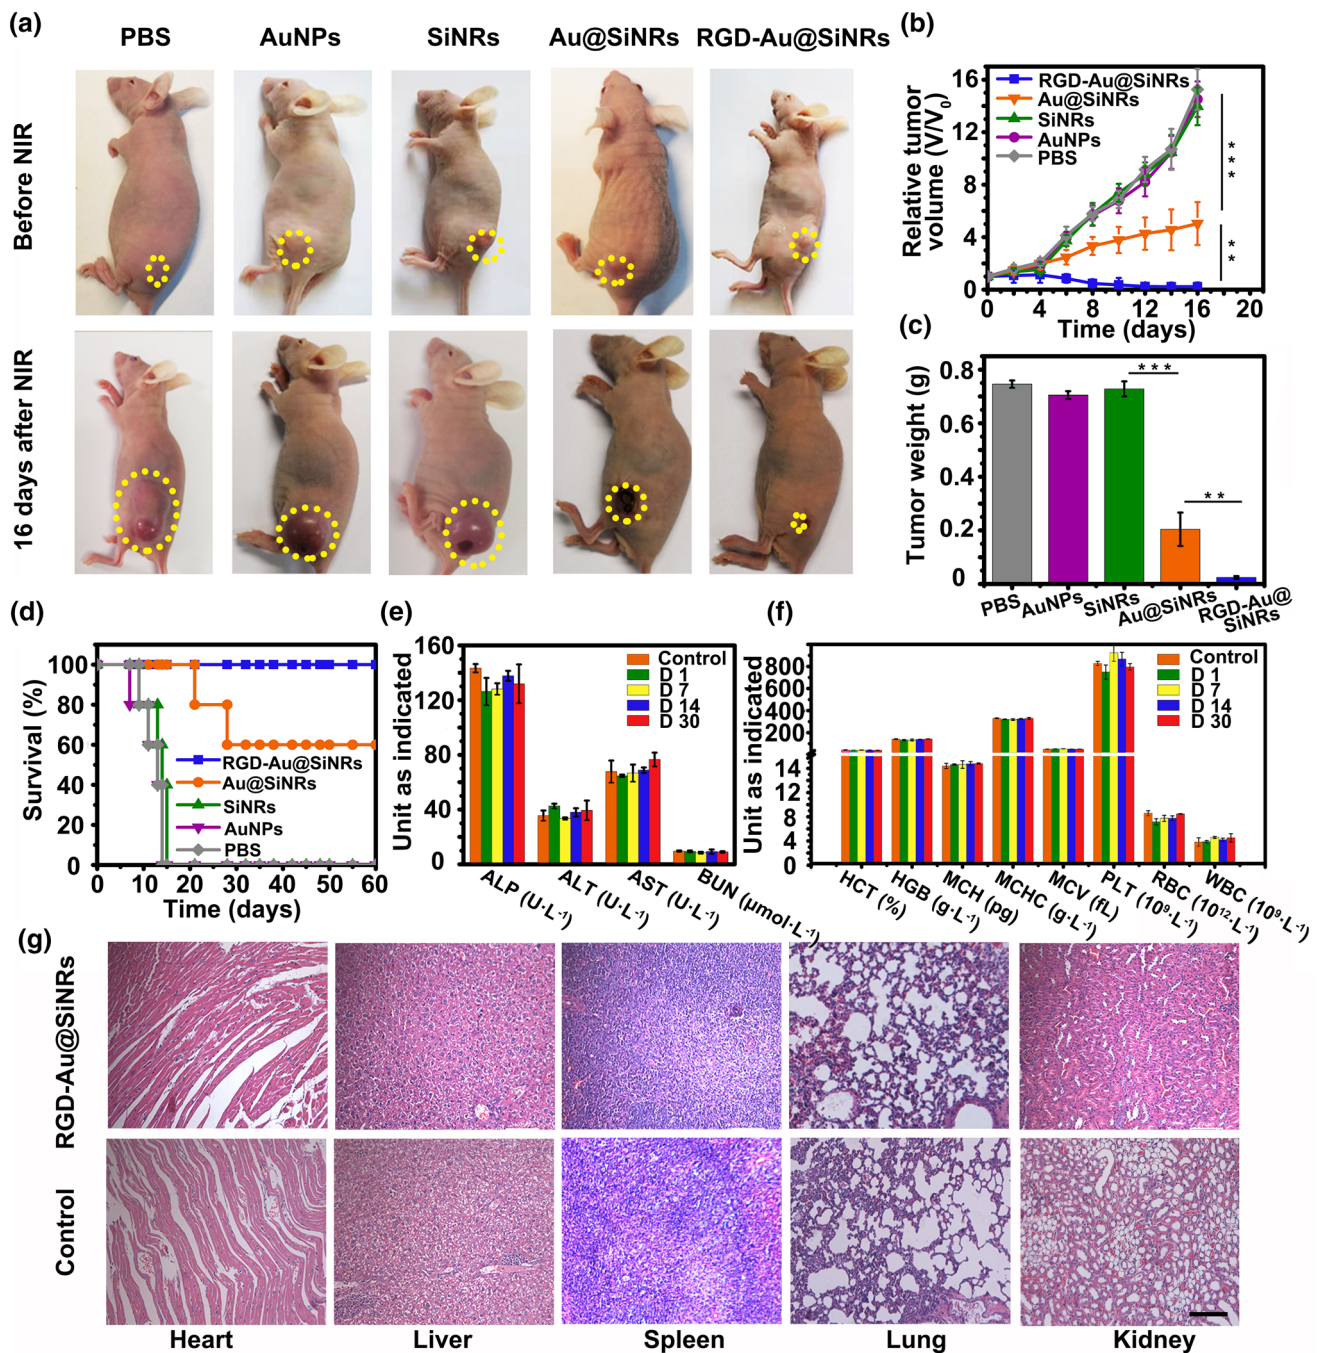 (a)
PBS
AuNPs
SiNRs
Au@SiNRs
RGD-Au@SiNRs
Before NIR
16 days after NIR
(b)
Relative tumor
volume (V/V0)
16
12
8
4
0
RGD-Au@SiNRs
Au@SiNRs
SiNRs
AuNPs
PBS
***
**
0 4 8 12 16 20
Time (days)
(c)
Tumor weight (g)
0.8
0.6
0.4
0.2
0
***
**
PBS
AuNPs
SiNRs
Au@SiNRs
RGD-Au@
SiNRs
(d)
Survival (%)
100
80
60
40
20
0
RGD-Au@SiNRs
Au@SiNRs
SiNRs
AuNPs
PBS
0 10 20 30 40 50 60
Time (days)
(e)
Unit as indicated
160
120
80
40
0
Control
D 1
D 7
D 14
D 30
ALP (U·L-1)
ALT (U·L-1)
AST (U·L-1)
BUN (μmol·L-1)
(f)
Unit as indicated
800
600
400
200
14
12
8
4
0
Control
D 1
D 7
D 14
D 30
HCT (%)
HGB (g·L-1)
MCH (pg)
MCHC (g·L-1)
MCV (fL)
PLT (10⁹·L-1)
RBC (10¹²·L-1)
WBC (10⁹·L-1)
(g)
RGD-Au@SiNRs
Control
Heart
Liver
Spleen
Lung
Kidney